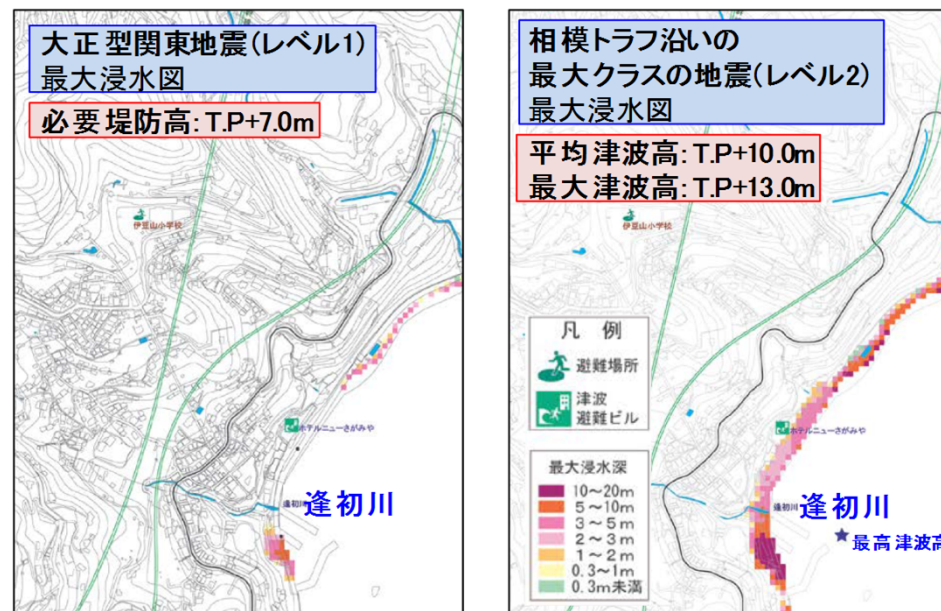 大正型関東地震(レベル1)
最大浸水図
必要堤防高:T.P+7.0m
伊豆山小学校
ホテルニューさがみや
逢初川
逢初川
相模トラフ沿いの
最大クラスの地震(レベル2)
最大浸水図
平均津波高:T.P+10.0m
最大津波高:T.P+13.0m
伊豆山小学校
凡 例
避難場所
津波
避難ビル
ホテルニューさがみや
最大浸水深
10～20m
5～10m
3～5m
2～3m
1～2m
0.3～1m
0.3m未満
逢初川
逢初川
最高津波高